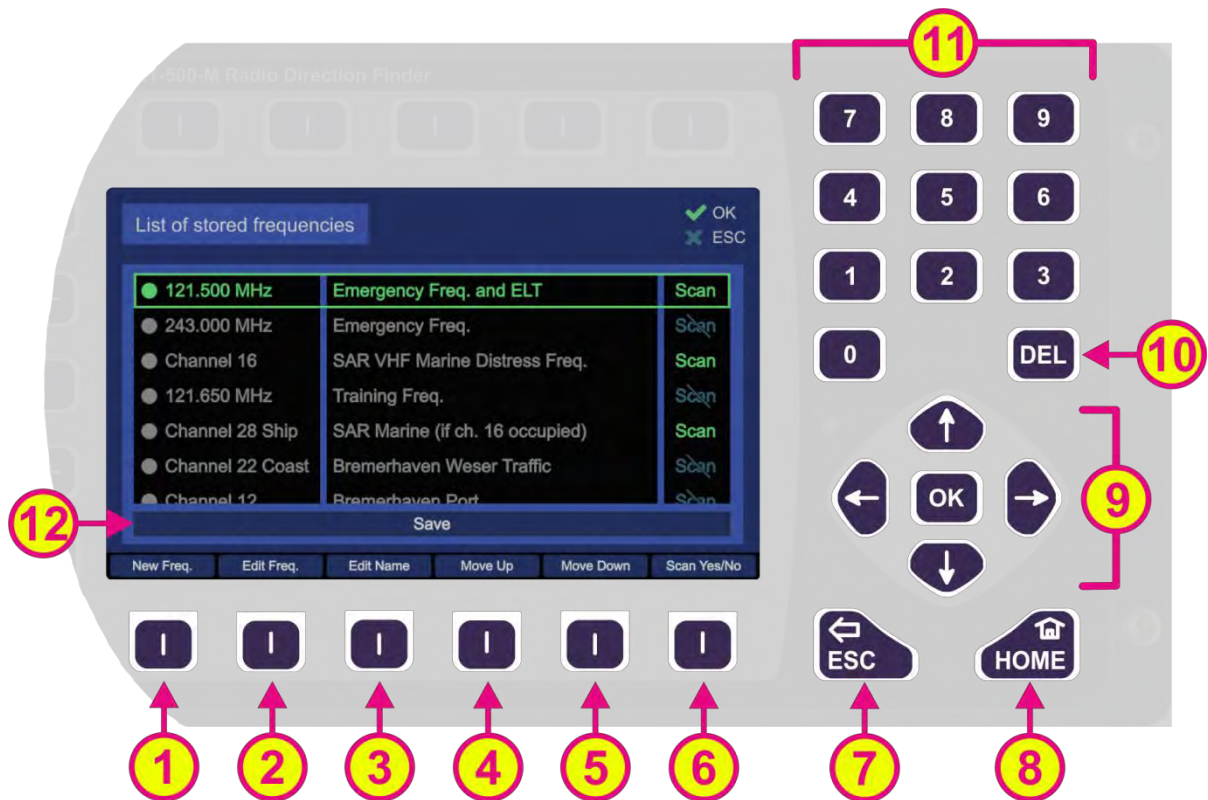 11
T-500-M Radio Direction Finder
7 8 9
List of stored frequencies
OK
ESC
4 5 6
121.500 MHz Emergency Freq. and ELT Scan
1 2 3
243.000 MHz Emergency Freq. Scan
Channel 16 SAR VHF Marine Distress Freq. Scan
0 DEL 10
121.650 MHz Training Freq. Scan
Channel 28 Ship SAR Marine (if ch. 16 occupied) Scan
Channel 22 Coast Bremerhaven Weser Traffic Scan
Channel 12 Bremerhaven Port Scan
OK 9
12 Save
New Freq. Edit Freq. Edit Name Move Up Move Down Scan Yes/No
ESC HOME
1 2 3 4 5 6 7 8